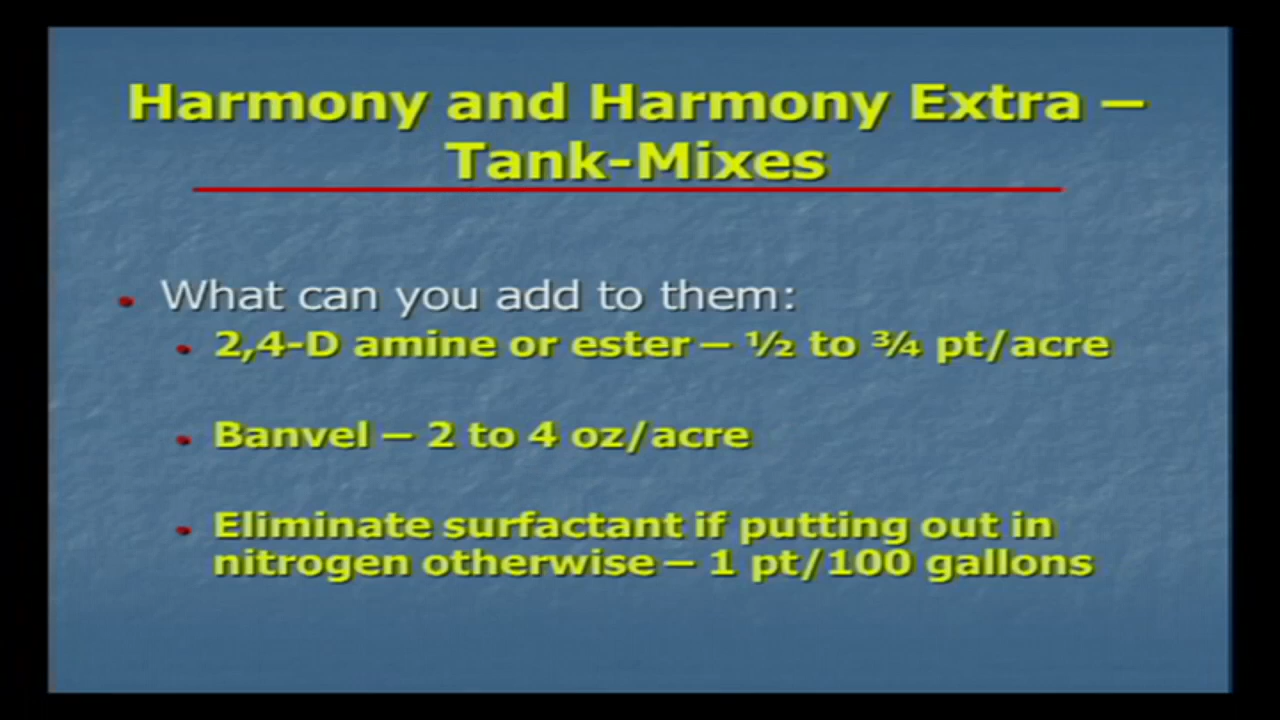 Harmony and Harmony Extra –
Tank-Mixes
• What can you add to them:
• 2,4-D amine or ester – ½ to ¾ pt/acre
• Banvel – 2 to 4 oz/acre
• Eliminate surfactant if putting out in
nitrogen otherwise – 1 pt/100 gallons